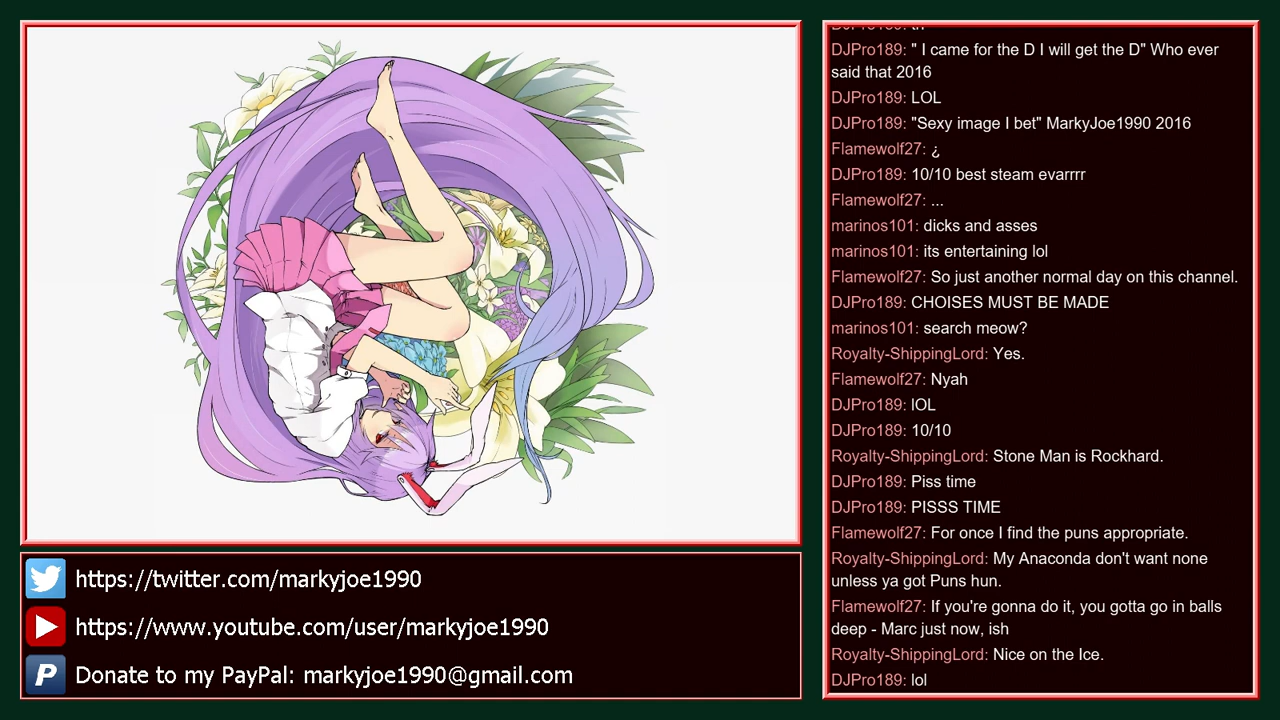 https://twitter.com/markyjoe1990
https://www.youtube.com/user/markyjoe1990
Donate to my PayPal: markyjoe1990@gmail.com
DJPro189: " I came for the D I will get the D" Who ever
said that 2016
DJPro189: LOL
DJPro189: "Sexy image I bet" MarkyJoe1990 2016
Flamewolf27: ¿
DJPro189: 10/10 best steam evarrrr
Flamewolf27: ...
marinos101: dicks and asses
marinos101: its entertaining lol
Flamewolf27: So just another normal day on this channel.
DJPro189: CHOISES MUST BE MADE
marinos101: search meow?
Royalty-ShippingLord: Yes.
Flamewolf27: Nyah
DJPro189: lOL
DJPro189: 10/10
Royalty-ShippingLord: Stone Man is Rockhard.
DJPro189: Piss time
DJPro189: PISSS TIME
Flamewolf27: For once I find the puns appropriate.
Royalty-ShippingLord: My Anaconda don't want none
unless ya got Puns hun.
Flamewolf27: If you're gonna do it, you gotta go in balls
deep - Marc just now, ish
Royalty-ShippingLord: Nice on the Ice.
DJPro189: lol